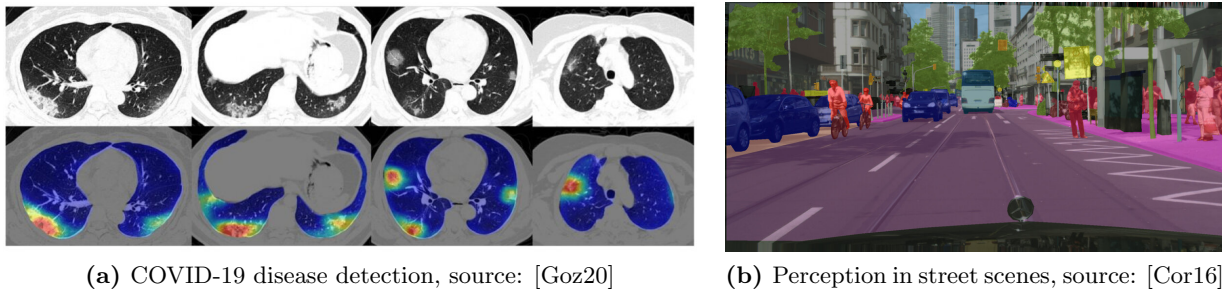 (a) COVID-19 disease detection, source: [Goz20]
(b) Perception in street scenes, source: [Cor16]